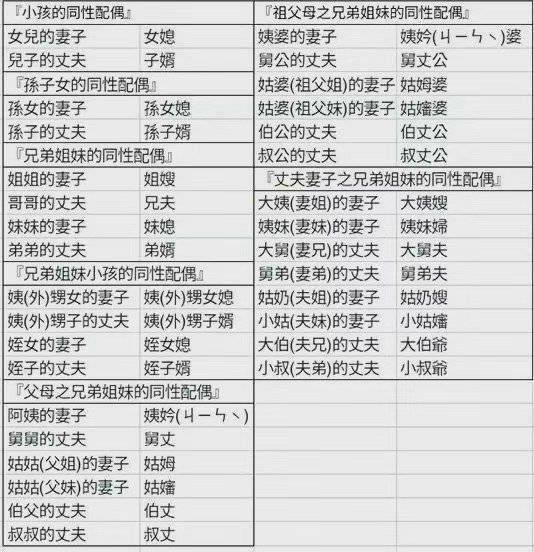 『小孩的同性配偶』
女兒的妻子 女媳
兒子的丈夫 子婿
『孫子女的同性配偶』
孫女的妻子 孫女媳
孫子的丈夫 孫子婿
『兄弟姐妹的同性配偶』
姐姐的妻子 姐嫂
哥哥的丈夫 兄夫
妹妹的妻子 妹媳
弟弟的丈夫 弟婿
『兄弟姐妹小孩的同性配偶』
姨(外)甥女的妻子 姨(外)甥女媳
姨(外)甥子的丈夫 姨(外)甥子婿
姪女的妻子 姪女媳
姪子的丈夫 姪子婿
『父母之兄弟姐妹的同性配偶』
阿姨的妻子 姨妗(ㄐㄧㄣˋ)
舅舅的丈夫 舅丈
姑姑(父姐)的妻子 姑姆
姑姑(父妹)的妻子 姑嬸
伯父的丈夫 伯丈
叔叔的丈夫 叔丈
『祖父母之兄弟姐妹的同性配偶』
姨婆的妻子 姨妗(ㄐㄧㄣˋ)婆
舅公的丈夫 舅丈公
姑婆(祖父姐)的妻子 姑姆婆
姑婆(祖父妹)的妻子 姑嬸婆
伯公的丈夫 伯丈公
叔公的丈夫 叔丈公
『丈夫妻子之兄弟姐妹的同性配偶』
大姨(妻姐)的妻子 大姨嫂
姨妹(妻妹)的妻子 姨妹婦
大舅(妻兄)的丈夫 大舅夫
舅弟(妻弟)的丈夫 舅弟夫
姑奶(夫姐)的妻子 姑奶嫂
小姑(夫妹)的妻子 小姑嬸
大伯(夫兄)的丈夫 大伯爺
小叔(夫弟)的丈夫 小叔爺